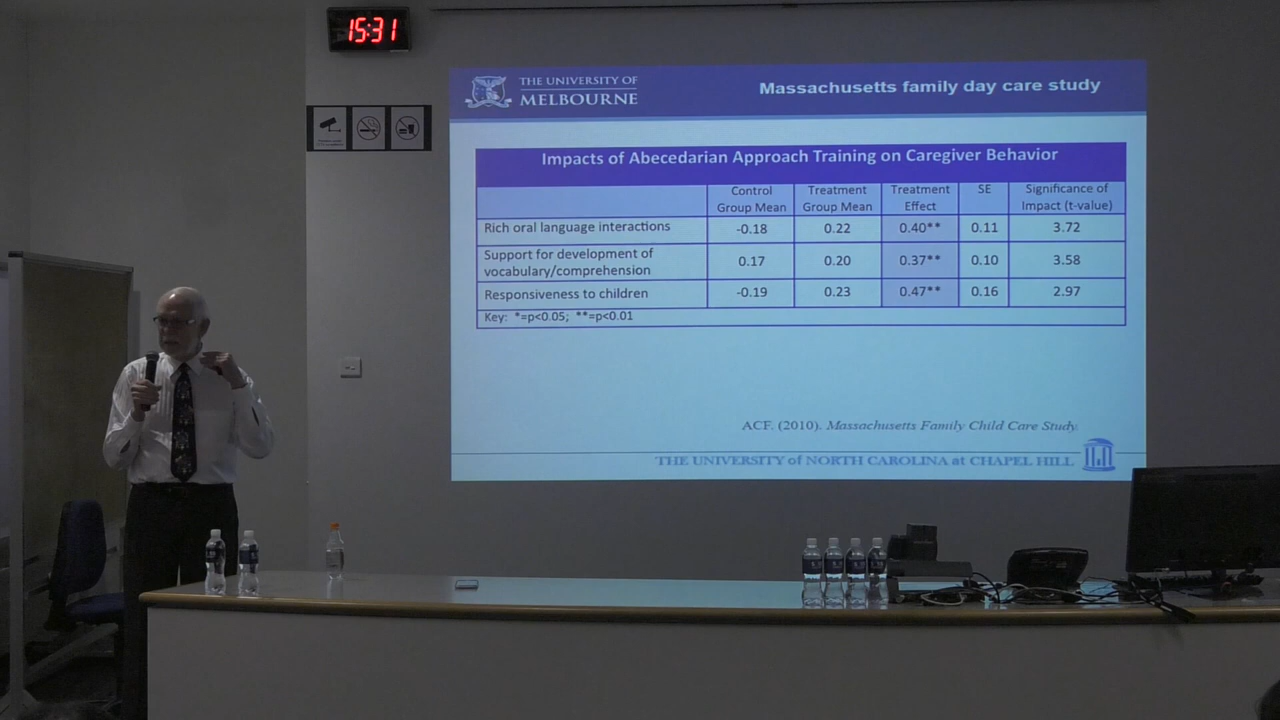 15:31
THE UNIVERSITY OF
MELBOURNE
Massachusetts family day care study
Impacts of Abecedarian Approach Training on Caregiver Behavior
Control Group Mean Treatment Group Mean Treatment Effect SE Significance of Impact (t-value)
Rich oral language interactions -0.18 0.22 0.40** 0.11 3.72
Support for development of vocabulary/comprehension 0.17 0.20 0.37** 0.10 3.58
Responsiveness to children -0.19 0.23 0.47** 0.16 2.97
Key: *=p<0.05; **=p<0.01
ACF. (2010). Massachusetts Family Child Care Study.
THE UNIVERSITY of NORTH CAROLINA at CHAPEL HILL